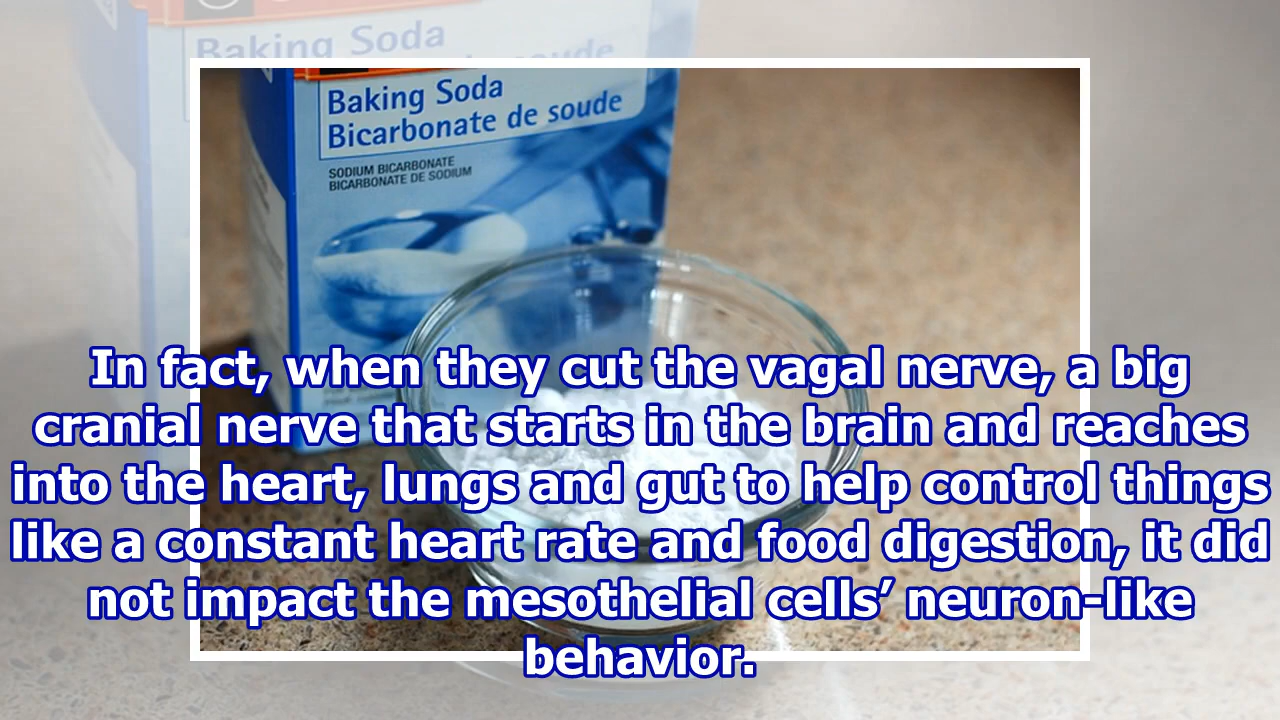 Baking Soda
Baking Soda
Bicarbonate de soude
SODIUM BICARBONATE
BICARBONATE DE SODIUM
In fact, when they cut the vagal nerve, a big
cranial nerve that starts in the brain and reaches
into the heart, lungs and gut to help control things
like a constant heart rate and food digestion, it did
not impact the mesothelial cells’ neuron-like
behavior.